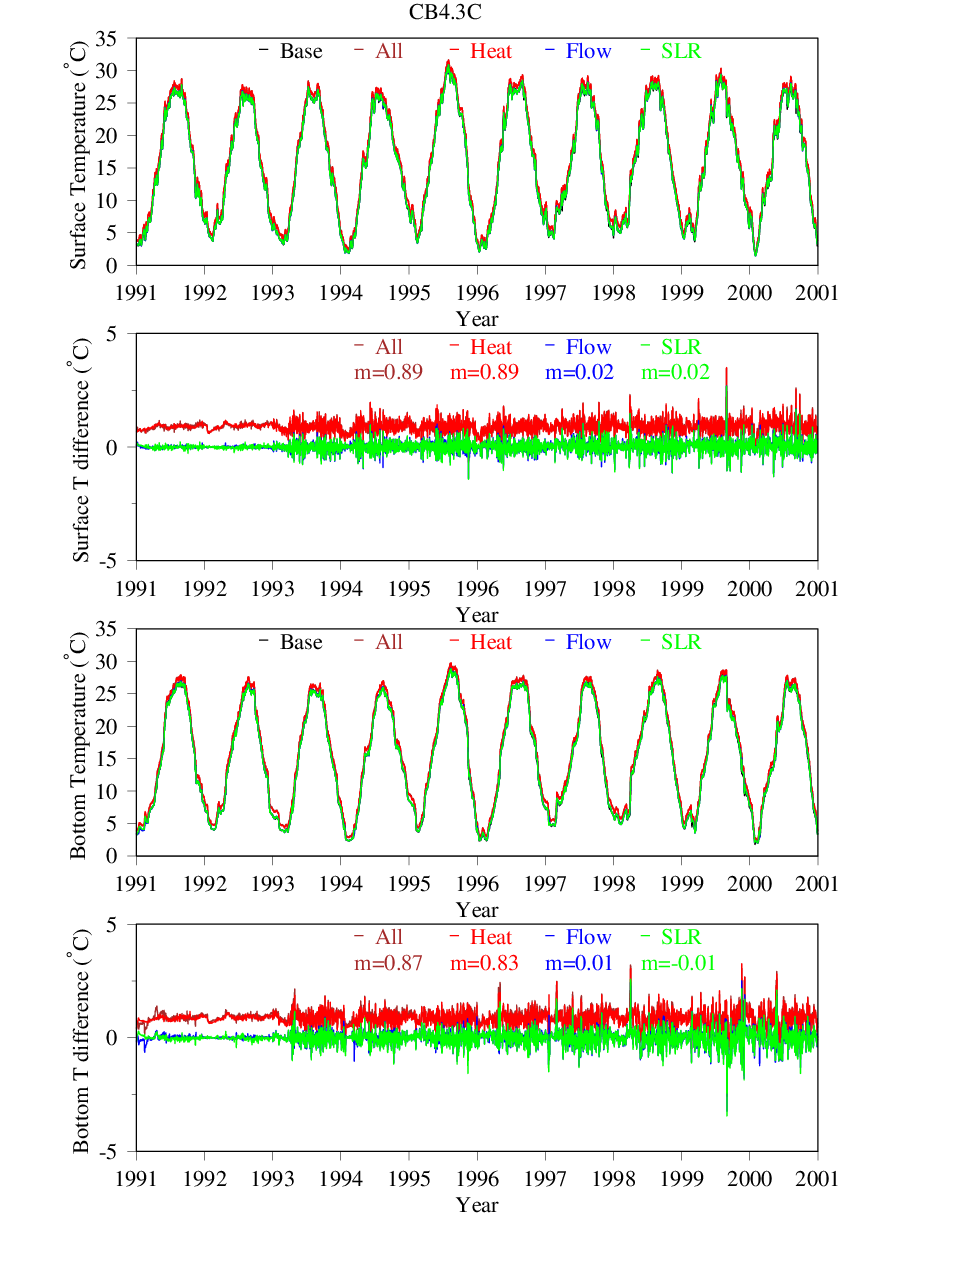 CB4.3C
Surface Temperature (°C)
35
30
25
20
15
10
5
0
Base All Heat Flow SLR
1991 1992 1993 1994 1995 1996 1997 1998 1999 2000 2001
Year
Surface T difference (°C)
5
0
-5
All Heat Flow SLR
m=0.89 m=0.89 m=0.02 m=0.02
1991 1992 1993 1994 1995 1996 1997 1998 1999 2000 2001
Year
Bottom Temperature (°C)
35
30
25
20
15
10
5
0
Base All Heat Flow SLR
1991 1992 1993 1994 1995 1996 1997 1998 1999 2000 2001
Year
Bottom T difference (°C)
5
0
-5
All Heat Flow SLR
m=0.87 m=0.83 m=0.01 m=-0.01
1991 1992 1993 1994 1995 1996 1997 1998 1999 2000 2001
Year